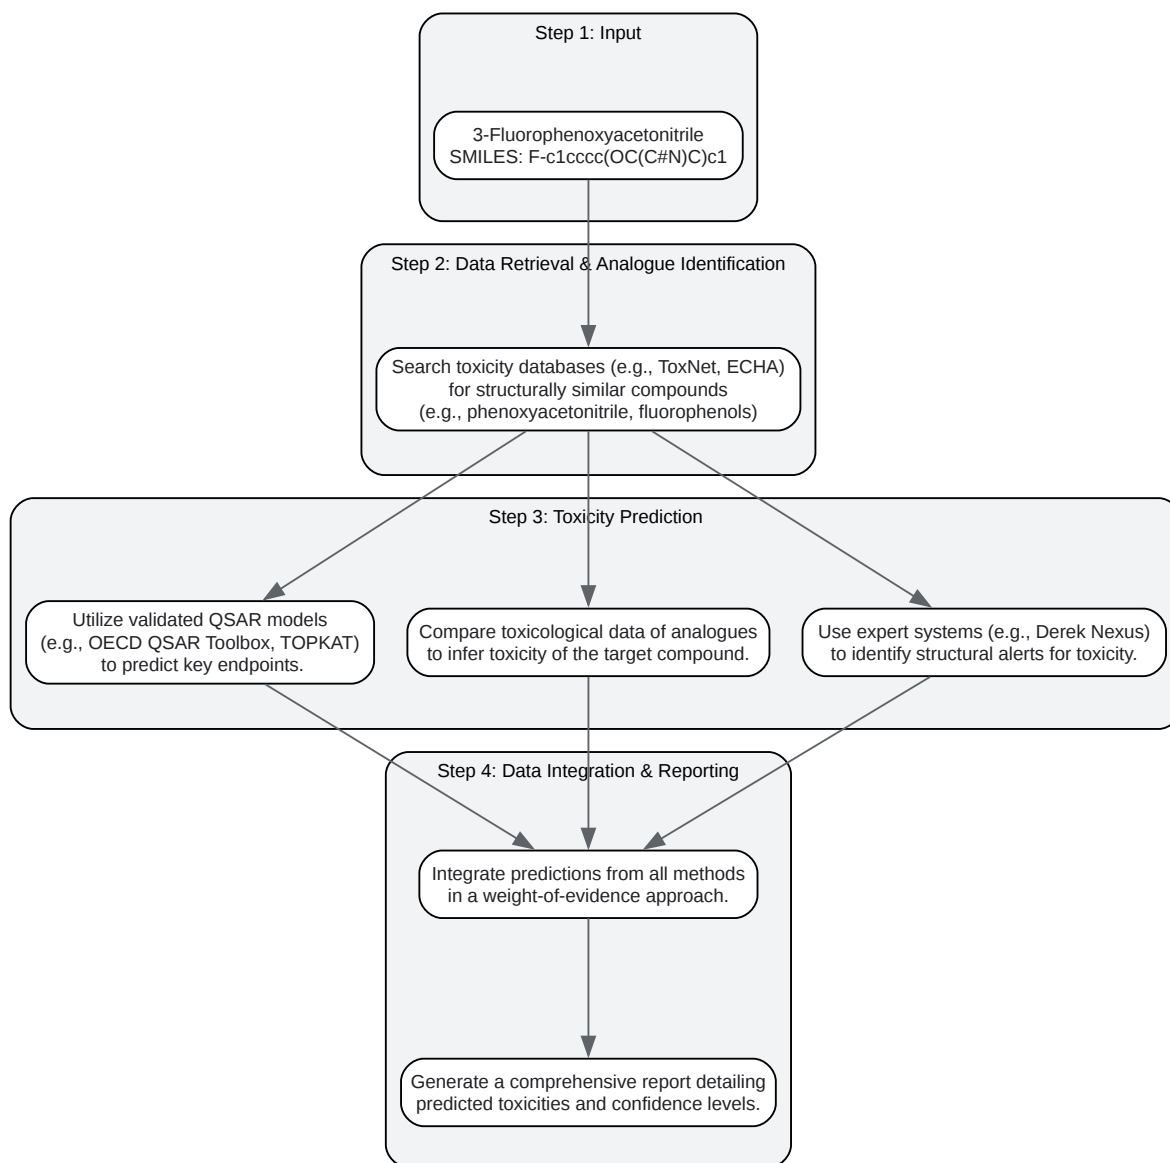 Step 1: Input
3-Fluorophenoxyacetonitrile
SMILES: F-c1cccc(OC(C#N)C)c1
Step 2: Data Retrieval & Analogue Identification
Search toxicity databases (e.g., ToxNet, ECHA)
for structurally similar compounds
(e.g., phenoxyacetonitrile, fluorophenols)
Step 3: Toxicity Prediction
Utilize validated QSAR models
(e.g., OECD QSAR Toolbox, TOPKAT)
to predict key endpoints.
Compare toxicological data of analogues
to infer toxicity of the target compound.
Use expert systems (e.g., Derek Nexus)
to identify structural alerts for toxicity.
Step 4: Data Integration & Reporting
Integrate predictions from all methods
in a weight-of-evidence approach.
Generate a comprehensive report detailing
predicted toxicities and confidence levels.